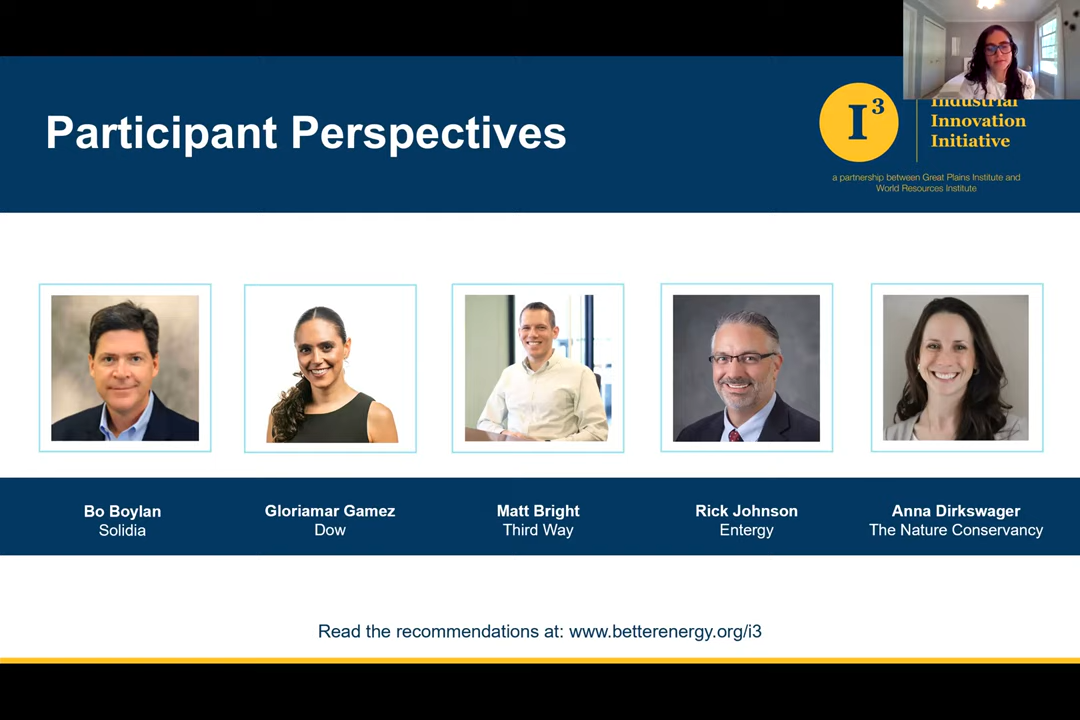 Participant Perspectives
I3
Industrial
Innovation
Initiative
a partnership between Great Plains Institute and
World Resources Institute
Bo Boylan
Solidia
Gloriamar Gamez
Dow
Matt Bright
Third Way
Rick Johnson
Entergy
Anna Dirkswager
The Nature Conservancy
Read the recommendations at: www.betterenergy.org/i3